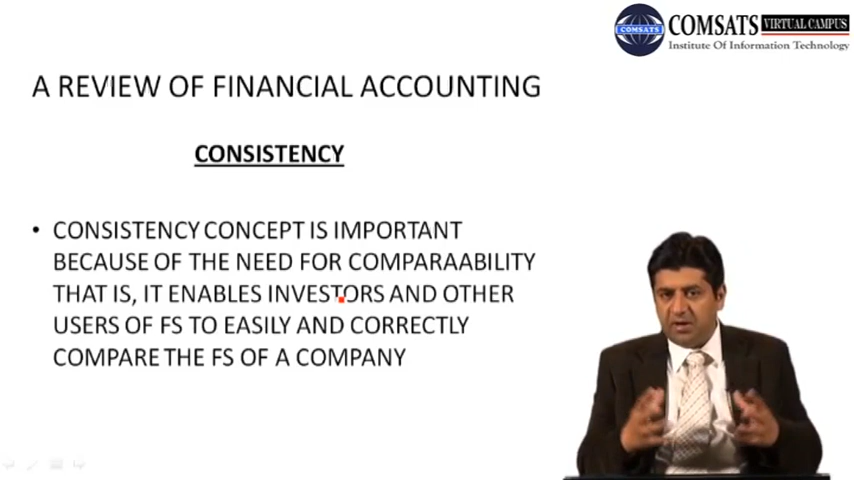 COMSATS VIRTUAL CAMPUS
COMSATS
Institute Of Information Technology
A REVIEW OF FINANCIAL ACCOUNTING
CONSISTENCY
• CONSISTENCY CONCEPT IS IMPORTANT
BECAUSE OF THE NEED FOR COMPARAABILITY
THAT IS, IT ENABLES INVESTORS AND OTHER
USERS OF FS TO EASILY AND CORRECTLY
COMPARE THE FS OF A COMPANY